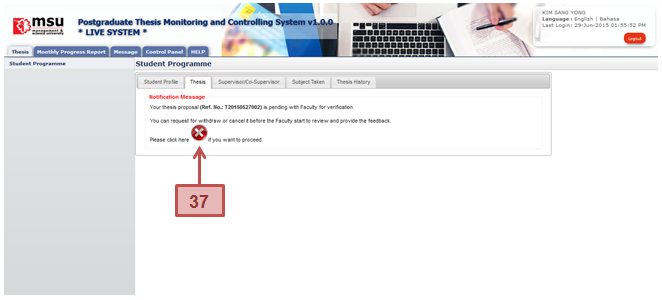 msu
management &
science university
Postgraduate Thesis Monitoring and Controlling System v1.0.0
* LIVE SYSTEM *
KIM SANG YONG
Language : English | Bahasa
Last Login: 29-Jun-2015 01:55:52 PM
Logout
Thesis Monthly Progress Report Message Control Panel HELP
Student Programme
Student Programme
Student Profile Thesis Supervisor/Co-Supervisor Subject Taken Thesis History
Notification Message
Your thesis proposal (Ref. No.: T20150527002) is pending with Faculty for verification.
You can request for withdraw or cancel it before the Faculty start to review and provide the feedback.
Please click here if you want to proceed.
37